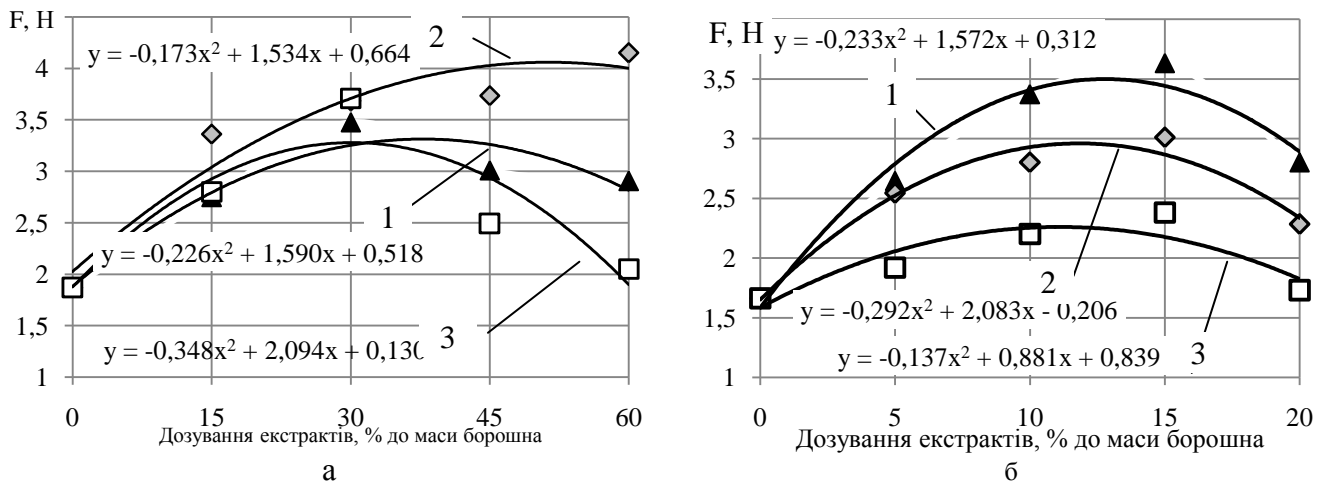 F, Н
y = -0,173x² + 1,534x + 0,664
2
4
3,5
3
2,5
2
1,5
1
1
y = -0,226x² + 1,590x + 0,518
y = -0,348x² + 2,094x + 0,130
3
0 15 30 45 60
Дозування екстрактів, % до маси борошна
а
F, Н
y = -0,233x² + 1,572x + 0,312
3,5
3
2,5
2
1,5
1
1
2
y = -0,292x² + 2,083x - 0,206
y = -0,137x² + 0,881x + 0,839
3
0 5 10 15 20
Дозування екстрактів, % до маси борошна
б